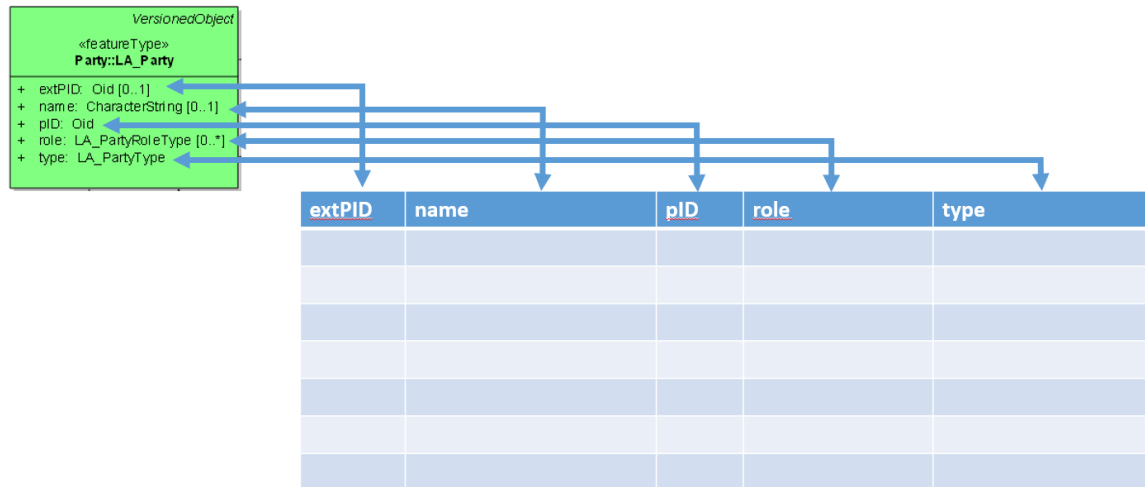 VersionedObject
«featureType»
Party::LA_Party
+ extPID: Oid [0..1]
+ name: CharacterString [0..1]
+ pID: Oid
+ role: LA_PartyRoleType [0..*]
+ type: LA_PartyType
extPID name pID role type